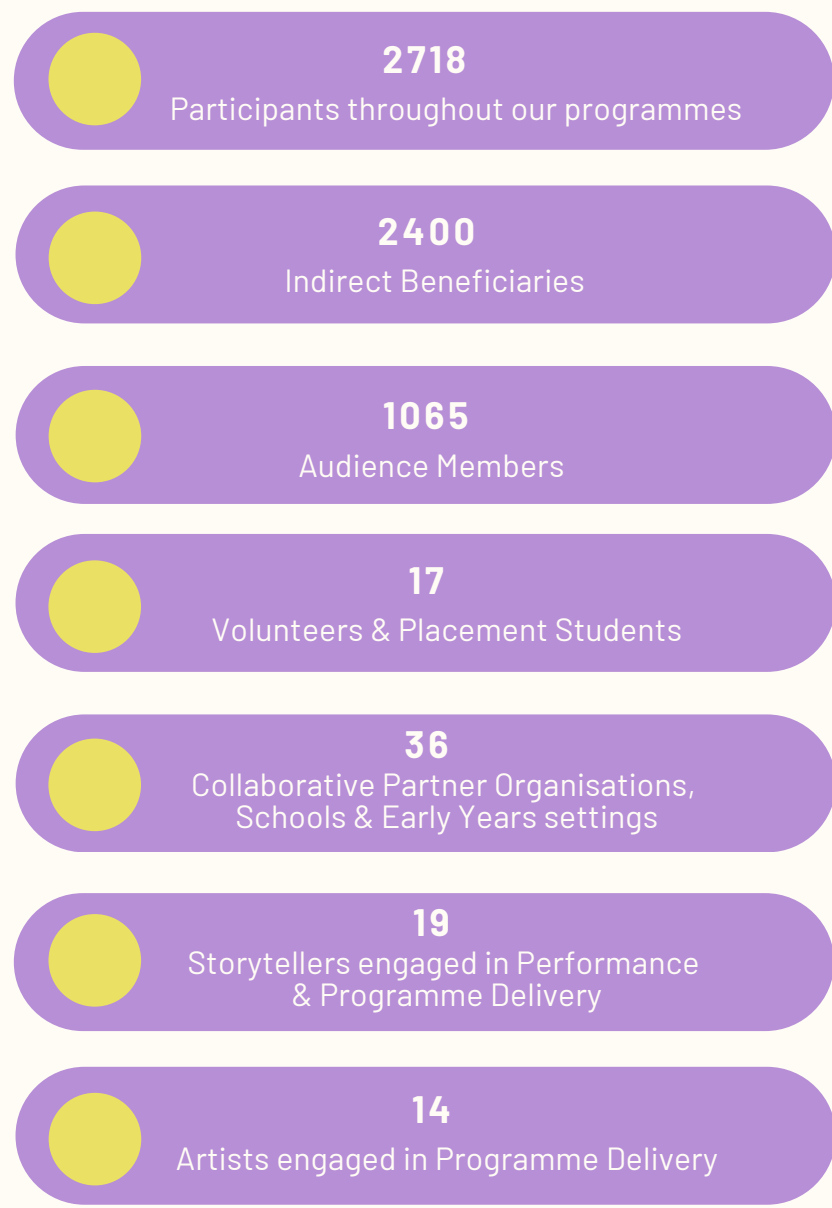 2718
Participants throughout our programmes
2400
Indirect Beneficiaries
1065
Audience Members
17
Volunteers & Placement Students
36
Collaborative Partner Organisations,
Schools & Early Years settings
19
Storytellers engaged in Performance
& Programme Delivery
14
Artists engaged in Programme Delivery